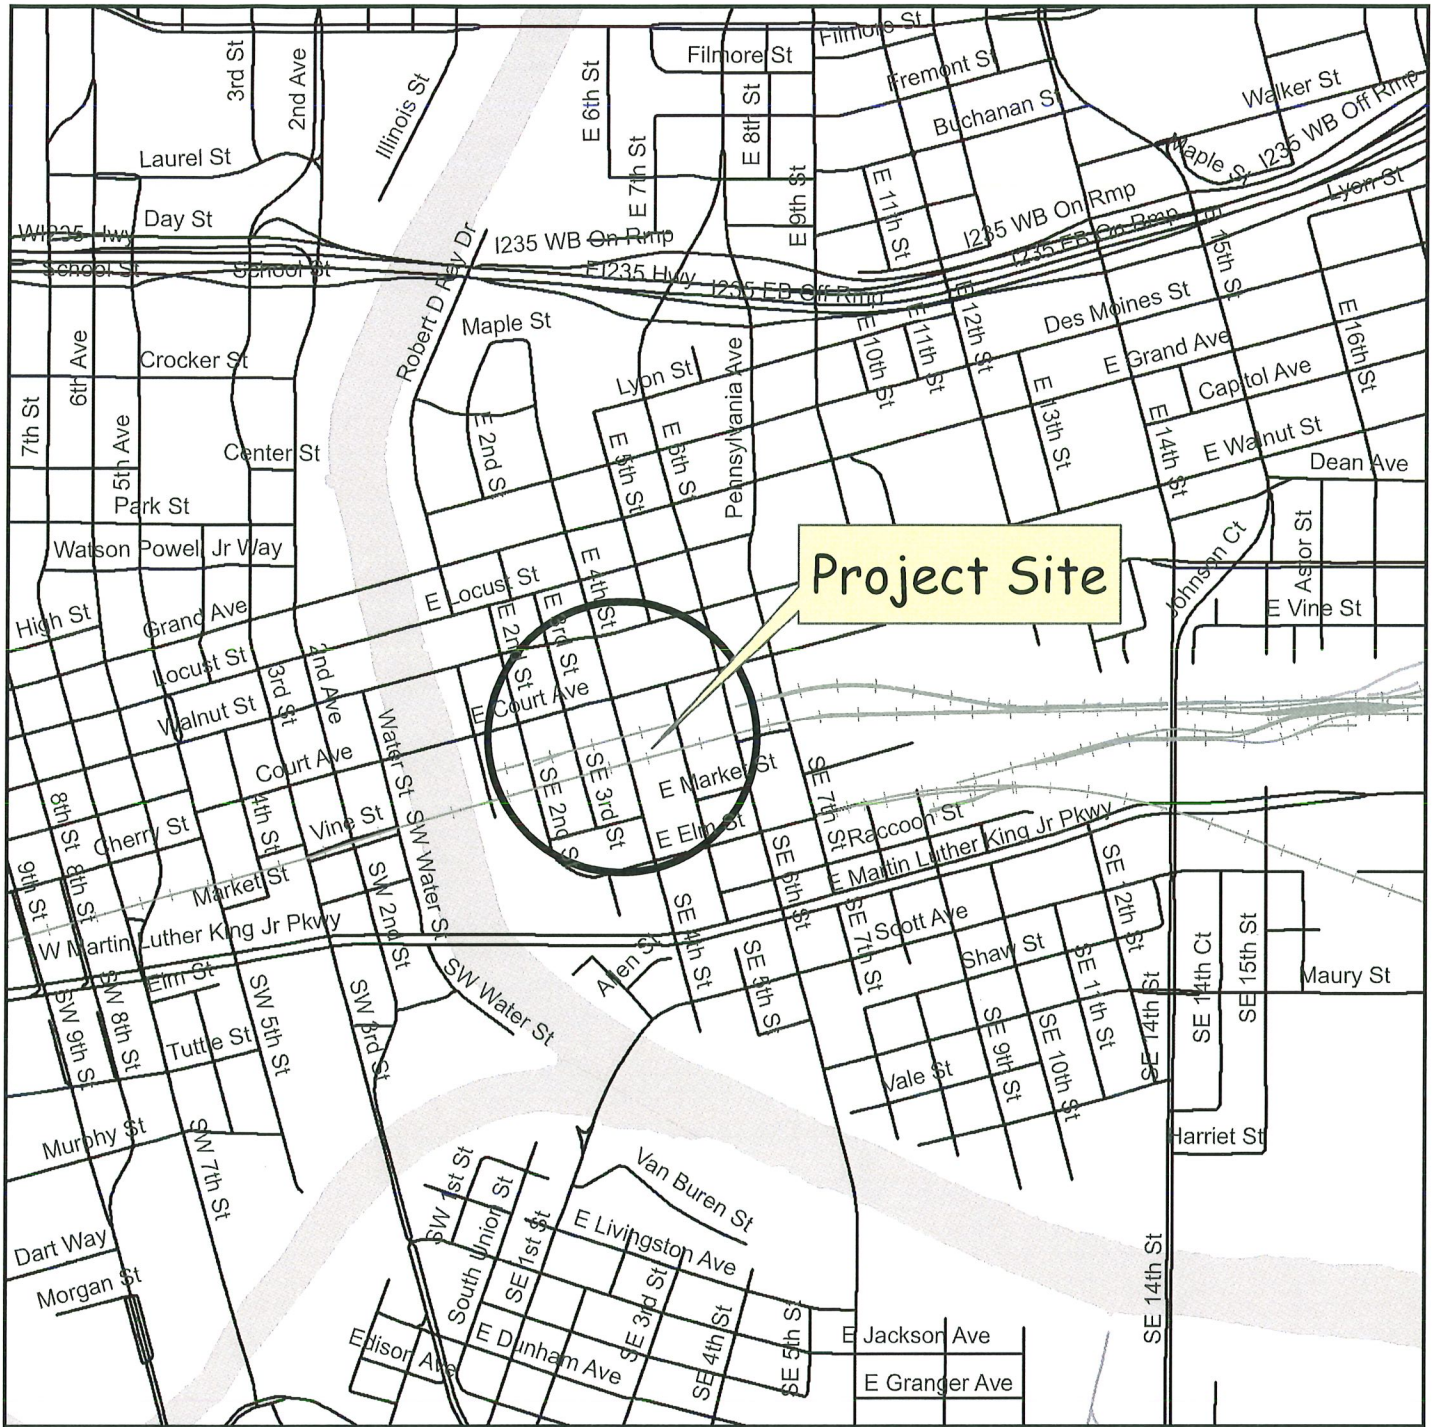 Filmore St
Filmore St
3rd St
2nd Ave
Illinois St
E 6th St
E 8th St
Fremont St
Walker St
I235 WB Off Rmp
Buchanan St
Laurel St
E 7th St
Maple St
Lyon St
E 9th St
E 11th St
Day St
WI235 Hwy
I235 WB On Rmp
I235 WB On Rmp
I235 EB On Rmp
E 15th St
School St
School St
Robert D Ray Dr
EI235 Hwy
I235 EB Off Rmp
Maple St
Des Moines St
E 10th St
E 11th St
E 12th St
E 16th St
6th Ave
Crocker St
E Grand Ave
Lyon St
Pennsylvania Ave
Capitol Ave
7th St
5th Ave
Center St
E 2nd St
E 5th St
E 6th St
E 13th St
E 14th St
E Walnut St
Dean Ave
Park St
Watson Powell Jr Way
Johnson Ct
Astor St
Project Site
E Locust St
E 4th St
E 2nd St
E 3rd St
E Vine St
High St
Grand Ave
Locust St
2nd Ave
3rd St
Walnut St
E Court Ave
Water St
Court Ave
E Market St
SE 7th St
SE 2nd St
SE 3rd St
8th St
4th St
Vine St
Cherry St
SW Water St
E Elm St
Raccoon St
E Martin Luther King Jr Pkwy
SE 6th St
9th St
8th St
Market St
SW 2nd St
SE 12th St
W Martin Luther King Jr Pkwy
SE 4th St
SE 7th St
Scott Ave
Shaw St
SE 11th St
SE 14th Ct
SE 15th St
Allen St
SE 5th St
Elm St
SW Water St
Maury St
SW 9th St
SW 8th St
SW 5th St
SW 3rd St
SE 9th St
SE 10th St
SE 14th St
Tuttle St
Vale St
Murphy St
SW 7th St
Harriet St
Van Buren St
SW 1st St
South Union St
SE 1st St
E Livingston Ave
Dart Way
Morgan St
SE 3rd St
SE 4th St
SE 5th St
SE 14th St
Edison Ave
E Dunham Ave
E Jackson Ave
E Granger Ave